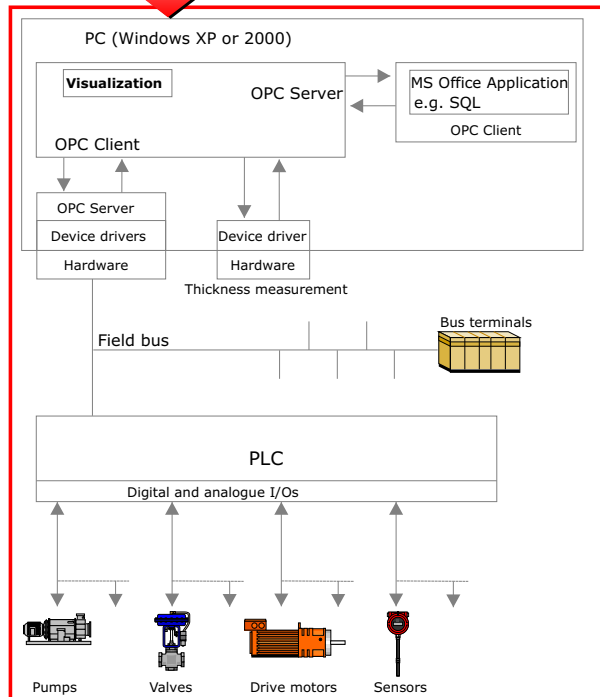 PC (Windows XP or 2000)
Visualization
OPC Server
MS Office Application
e.g. SQL
OPC Client
OPC Client
OPC Server
Device drivers
Hardware
Device driver
Hardware
Thickness measurement
Field bus
Bus terminals
PLC
Digital and analogue I/Os
Pumps
Valves
Drive motors
Sensors